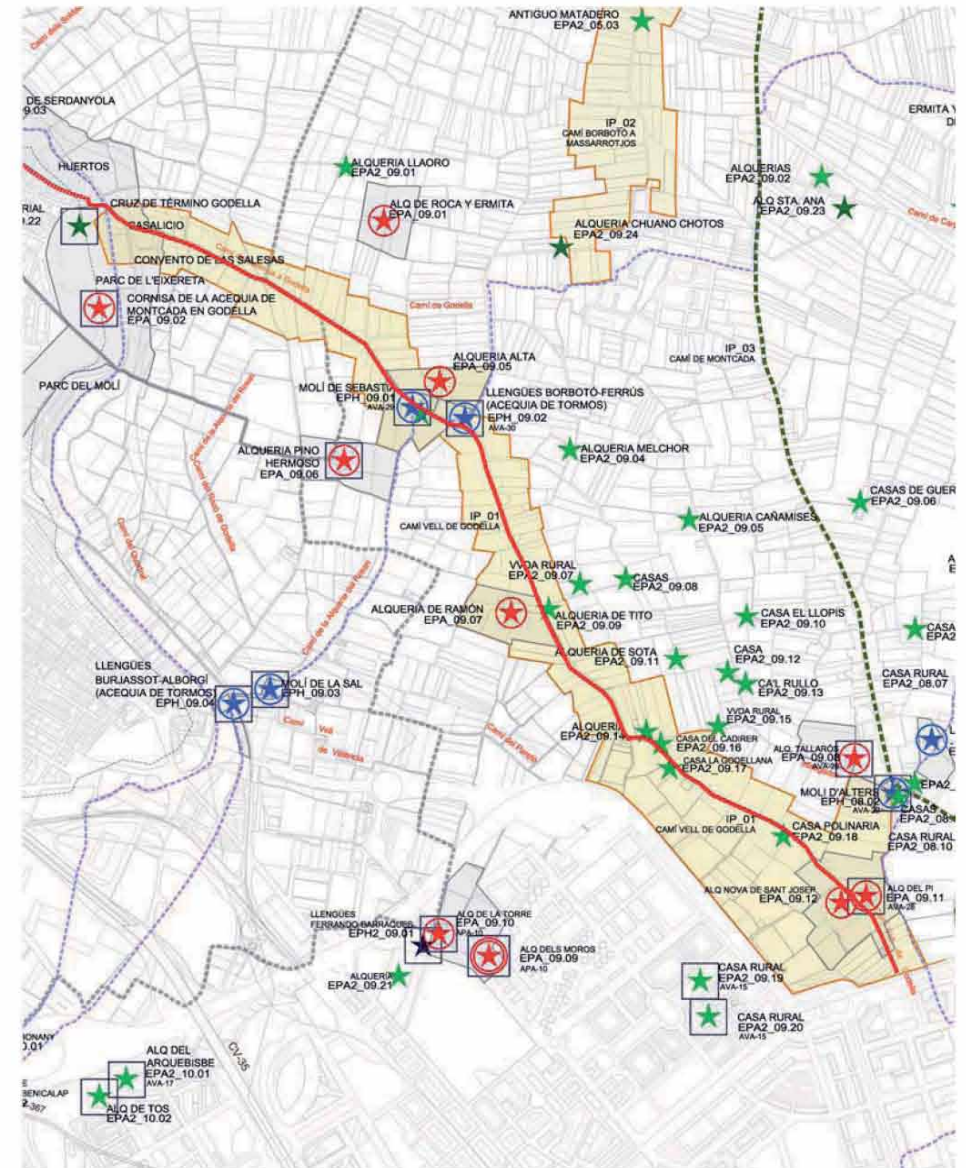 ANTIGUO MATADERO
EPA2_05.03
DE SERDANYOLA
09.03
HUERTOS
IP_02
CAMÍ BORBOTÓ A
MASSARROTJOS
ERMITA Y
ALQUERIA LLAORO
EPA2_09.01
ALQUERIAS
EPA2_09.02
ALQ DE ROCA Y ERMITA
EPA_09.01
ALQ STA. ANA
EPA2_09.23
CRUZ DE TÉRMINO GODELLA
CASALICIO
ALQUERIA CHUANO CHOTOS
EPA2_09.24
CONVENTO DE LAS SALESAS
PARC DE L'EIXERETA
CORNISA DE LA ACEQUIA DE
MONTCADA EN GODELLA
EPA_09.02
Camí de Godella
IP_03
CAMÍ DE MONTCADA
PARC DEL MOLÍ
ALQUERIA ALTA
EPA_09.05
MOLÍ DE SEBASTIÀ
EPH_09.01
AVA-29
LLENGÜES BORBOTÓ-FERRÚS
(ACEQUIA DE TORMOS)
EPH_09.02
AVA-30
ALQUERIA PINO
HERMOSO
EPA_09.06
ALQUERIA MELCHOR
EPA2_09.04
CASAS DE GUER
EPA2_09.06
ALQUERIA CAÑAMISES
EPA2_09.05
IP_01
CAMÍ VELL DE GODELLA
VVDA RURAL
EPA2_09.07
CASAS
EPA2_09.08
ALQUERIA DE RAMÓN
EPA_09.07
ALQUERIA DE TITO
EPA2_09.09
CASA EL LLOPIS
EPA2_09.10
CASA
EPA2
ALQUERIA DE SOTA
EPA2_09.11
CASA
EPA2_09.12
CA'L RULLO
EPA2_09.13
CASA RURAL
EPA2_08.07
LLENGÜES
BURJASSOT-ALBORGÍ
(ACEQUIA DE TORMOS)
EPH_09.04
MOLÍ DE LA SAL
EPH_09.03
Camí Vell
de València
VVDA RURAL
EPA2_09.15
ALQUERIA
EPA2_09.14
CASA DEL CADIRER
EPA2_09.16
CASA LA GODELLANA
EPA2_09.17
ALQ. TALLARÓS
EPA_09.08
MOLI D'ALTERS
EPH_08.02
EPA2_
CASAS
EPA2_08.
IP_01
CAMÍ VELL DE GODELLA
CASA POLINARIA
EPA2_09.18
CASA RURAL
EPA2_08.10
ALQ NOVA DE SANT JOSEP
EPA_09.12
ALQ DEL PI
EPA_09.11
AVA-28
LLENGÜES
FERRANDO-BARRAQUES
EPH2_09.01
ALQ DE LA TORRE
EPA_09.10
APA-10
ALQ DELS MOROS
EPA_09.09
APA-10
ALQUERÍA
EPA2_09.21
CASA RURAL
EPA2_09.19
AVA-15
CASA RURAL
EPA2_09.20
AVA-15
CV-35
ALQ DEL
ARQUEBISBE
EPA2_10.01
AVA-17
BENICALAP
ALQ DE TOS
EPA2_10.02